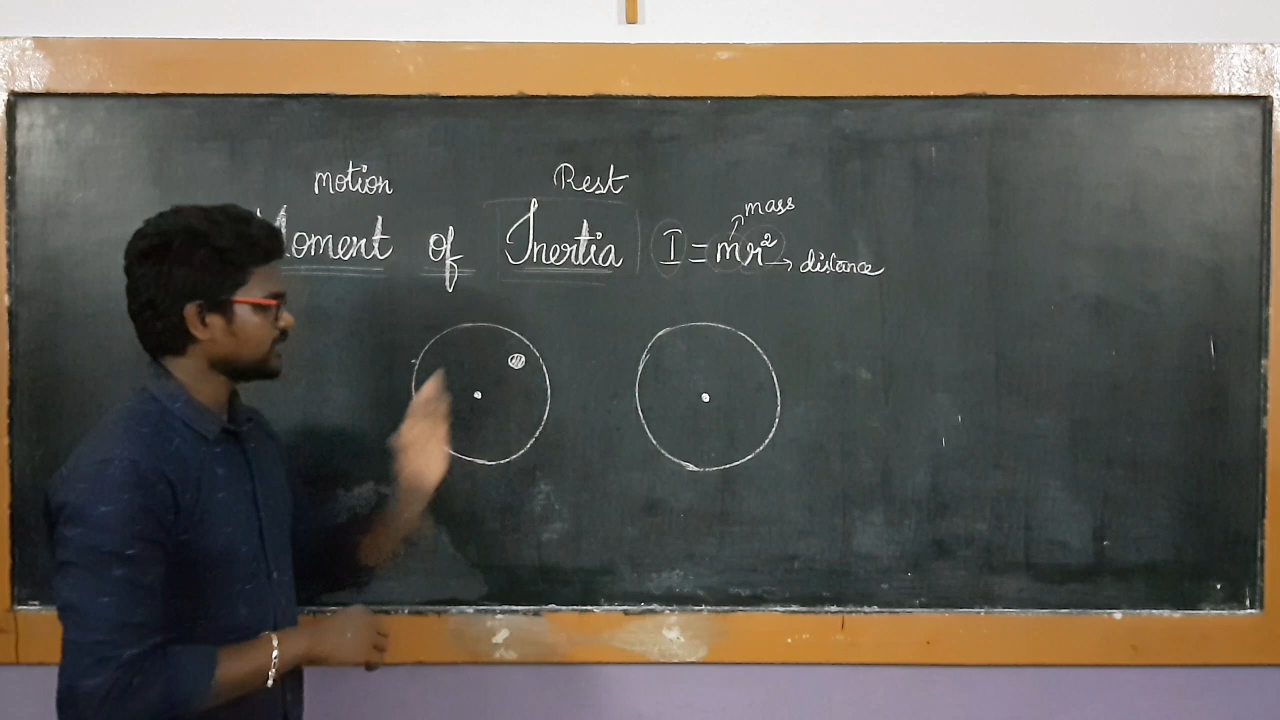 motion Rest
mass
Moment of Inertia I = mr²
→ distance